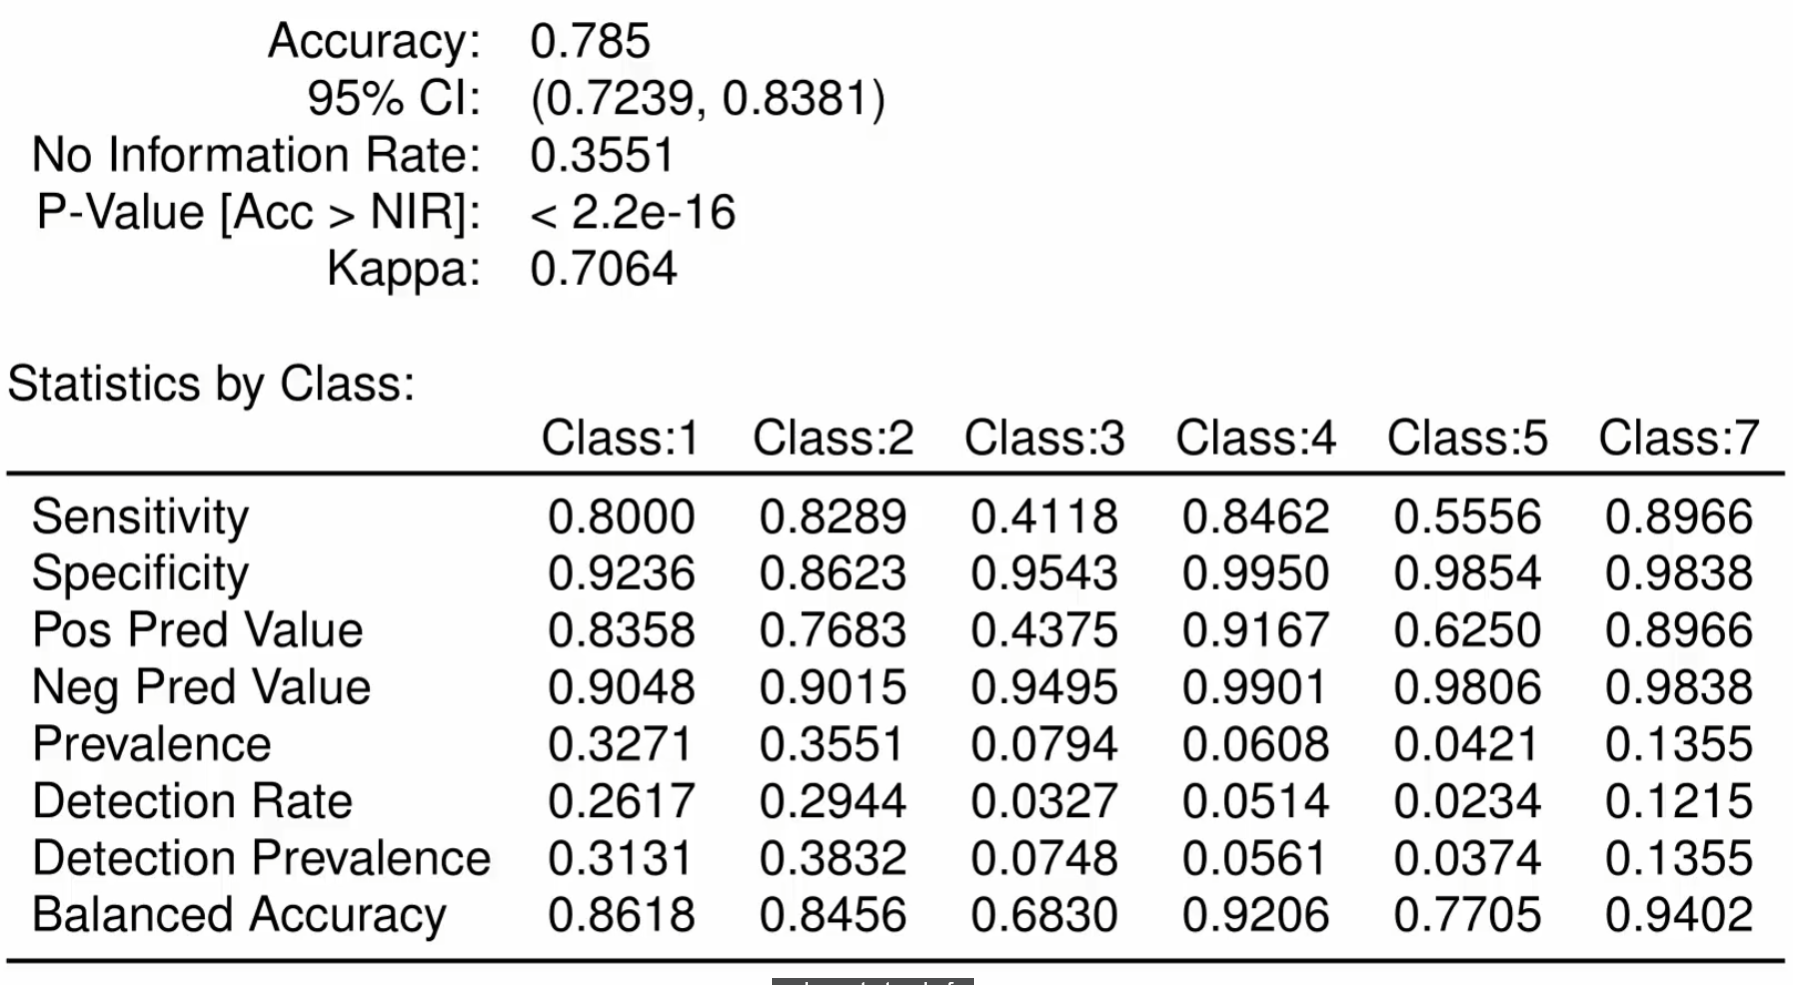 Accuracy: 0.785
95% CI: (0.7239, 0.8381)
No Information Rate: 0.3551
P-Value [Acc > NIR]: < 2.2e-16
Kappa: 0.7064
Statistics by Class:
Class:1 Class:2 Class:3 Class:4 Class:5 Class:7
Sensitivity 0.8000 0.8289 0.4118 0.8462 0.5556 0.8966
Specificity 0.9236 0.8623 0.9543 0.9950 0.9854 0.9838
Pos Pred Value 0.8358 0.7683 0.4375 0.9167 0.6250 0.8966
Neg Pred Value 0.9048 0.9015 0.9495 0.9901 0.9806 0.9838
Prevalence 0.3271 0.3551 0.0794 0.0608 0.0421 0.1355
Detection Rate 0.2617 0.2944 0.0327 0.0514 0.0234 0.1215
Detection Prevalence 0.3131 0.3832 0.0748 0.0561 0.0374 0.1355
Balanced Accuracy 0.8618 0.8456 0.6830 0.9206 0.7705 0.9402